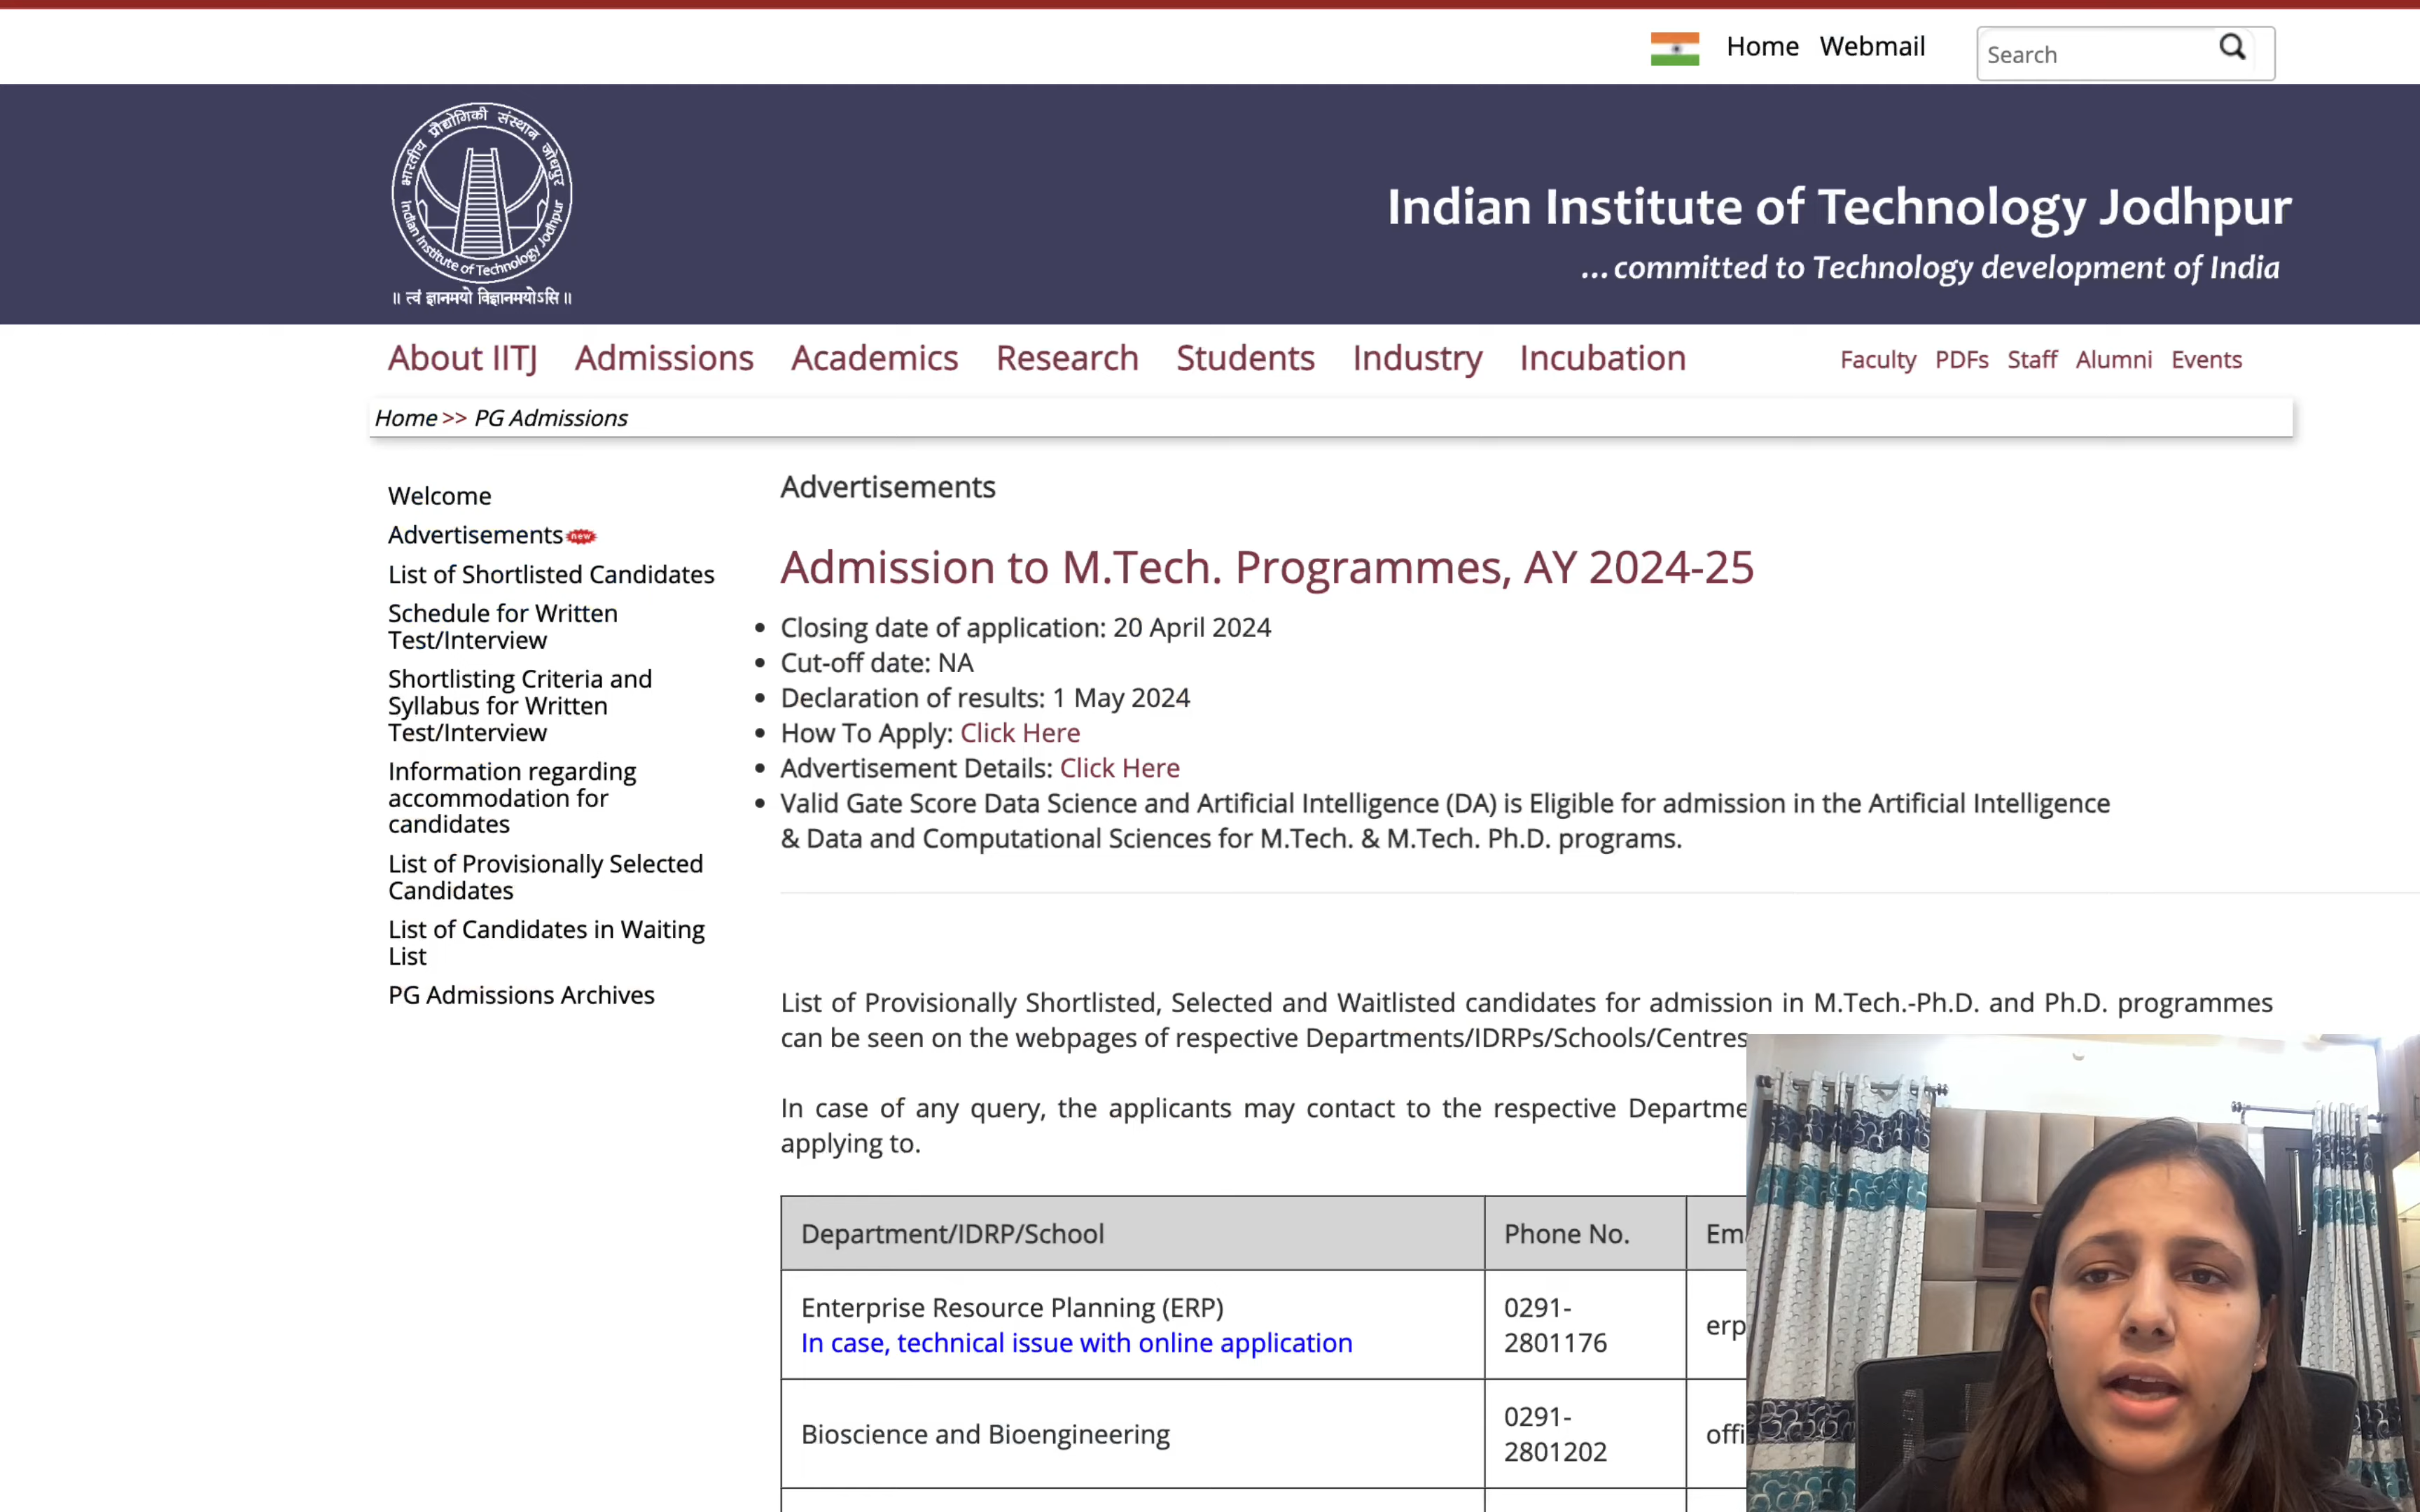 Home Webmail Search
भारतीय प्रौद्योगिकी संस्थान जोधपुर
Indian Institute of Technology Jodhpur
॥ त्वं ज्ञानमयो विज्ञानमयोऽसि ॥
Indian Institute of Technology Jodhpur
...committed to Technology development of India
About IITJ Admissions Academics Research Students Industry Incubation Faculty PDFs Staff Alumni Events
Home >> PG Admissions
Welcome
Advertisements new
List of Shortlisted Candidates
Schedule for Written
Test/Interview
Shortlisting Criteria and
Syllabus for Written
Test/Interview
Information regarding
accommodation for
candidates
List of Provisionally Selected
Candidates
List of Candidates in Waiting
List
PG Admissions Archives
Advertisements
Admission to M.Tech. Programmes, AY 2024-25
• Closing date of application: 20 April 2024
• Cut-off date: NA
• Declaration of results: 1 May 2024
• How To Apply: Click Here
• Advertisement Details: Click Here
• Valid Gate Score Data Science and Artificial Intelligence (DA) is Eligible for admission in the Artificial Intelligence
& Data and Computational Sciences for M.Tech. & M.Tech. Ph.D. programs.
List of Provisionally Shortlisted, Selected and Waitlisted candidates for admission in M.Tech.-Ph.D. and Ph.D. programmes
can be seen on the webpages of respective Departments/IDRPs/Schools/Centres
In case of any query, the applicants may contact to the respective Departme
applying to.
Department/IDRP/School Phone No. Em
Enterprise Resource Planning (ERP)
In case, technical issue with online application
0291-
2801176
erp
Bioscience and Bioengineering
0291-
2801202
offi